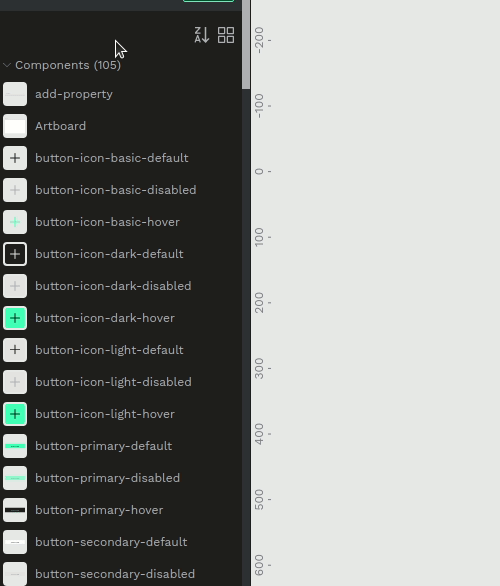 Z
A
Components (105)
add-property
Artboard
button-icon-basic-default
button-icon-basic-disabled
button-icon-basic-hover
button-icon-dark-default
button-icon-dark-disabled
button-icon-dark-hover
button-icon-light-default
button-icon-light-disabled
button-icon-light-hover
button-primary-default
button-primary-disabled
button-primary-hover
button-secondary-default
button-secondary-disabled
-200
-100
0
100
200
300
400
500
600